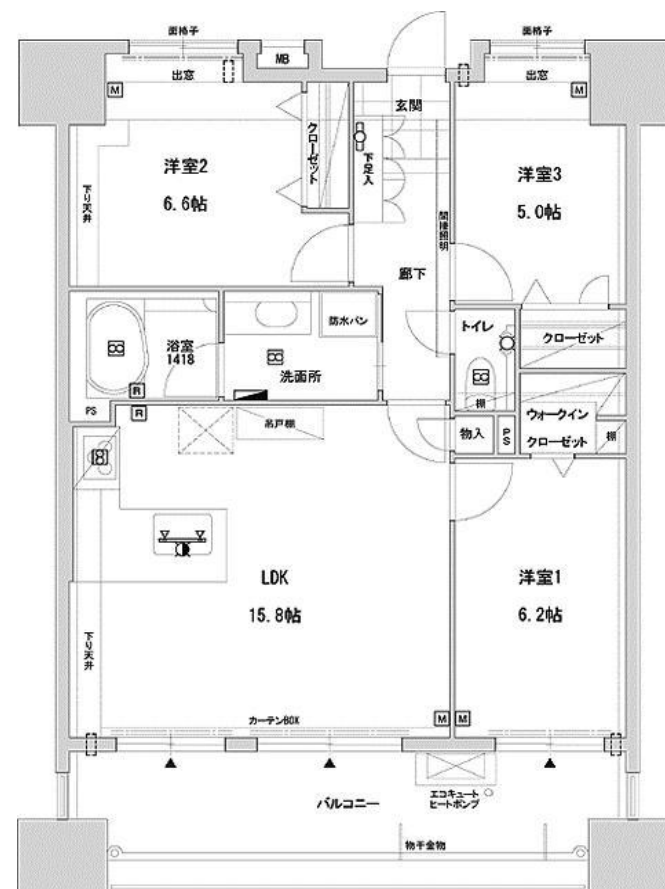 面格子
面格子
MB
出窓
出窓
M
M
玄関
クローゼット
下足入
洋室2
6.6帖
洋室3
5.0帖
下り天井
間接照明
廊下
防水パン
トイレ
浴室
1418
洗面所
クローゼット
R
R
PS
吊戸棚
棚
物入
PS
ウォークイン
クローゼット
棚
LDK
15.8帖
洋室1
6.2帖
下り天井
カーテンBOX
M
M
バルコニー
エコキュート
ヒートポンプ
物干金物